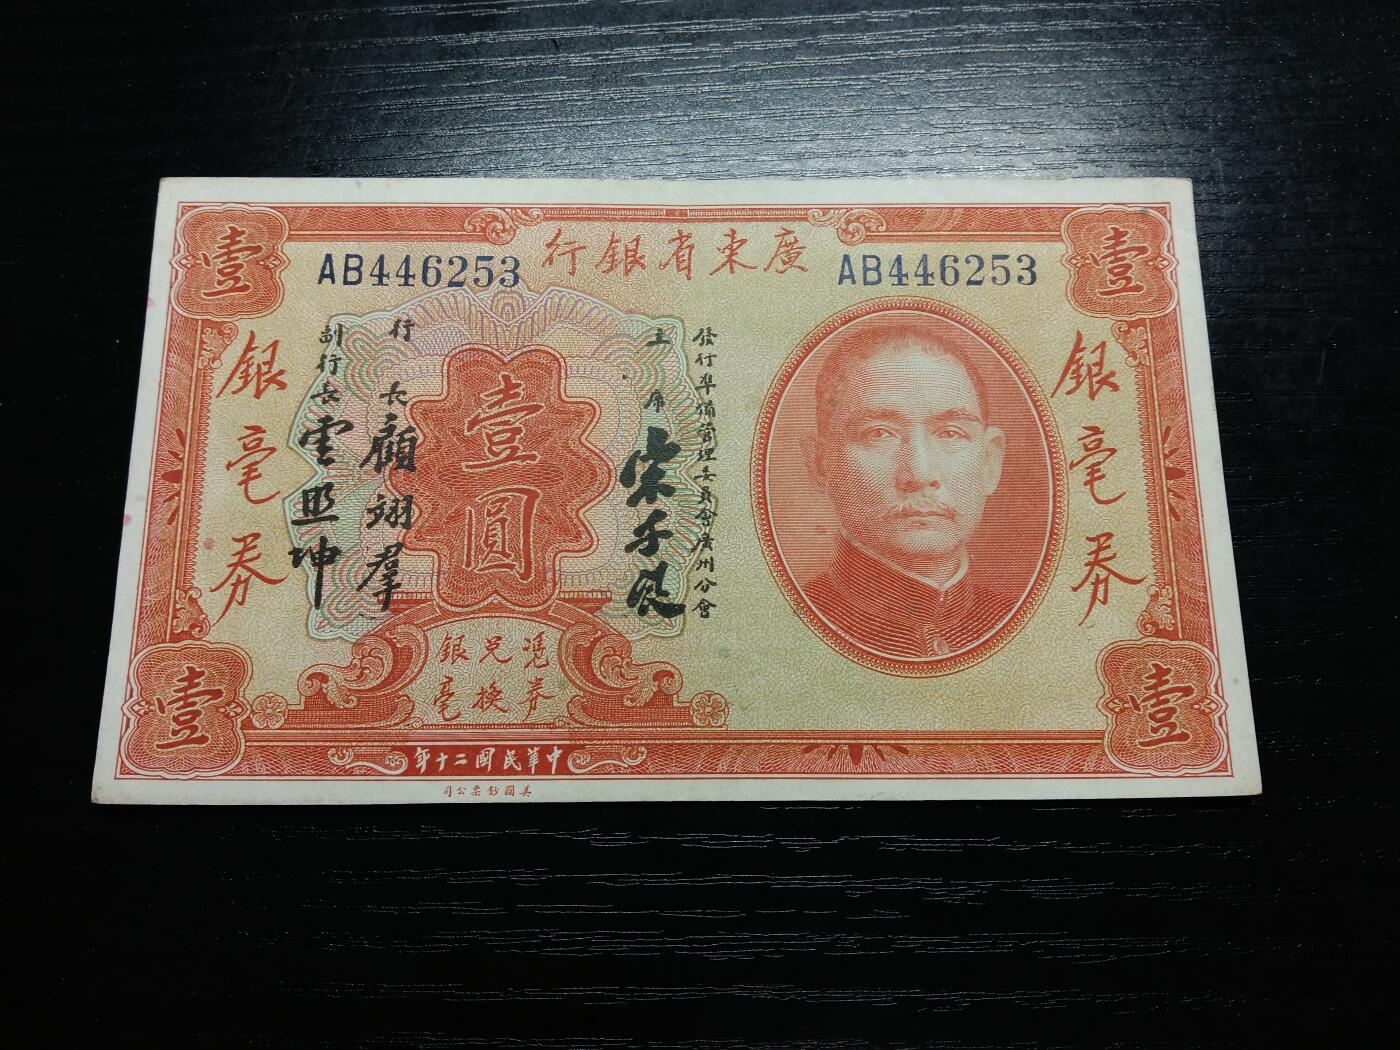 廣東省銀行
AB446253
AB446253
壹
壹
壹
壹
銀毫券
銀毫券
發行準備管理委員會廣州分會
主席
宋子良
壹圓
行長
顧翊羣
副行長
雲照坤
憑券
兌換
銀毫
中華民國二十年
美國鈔票公司